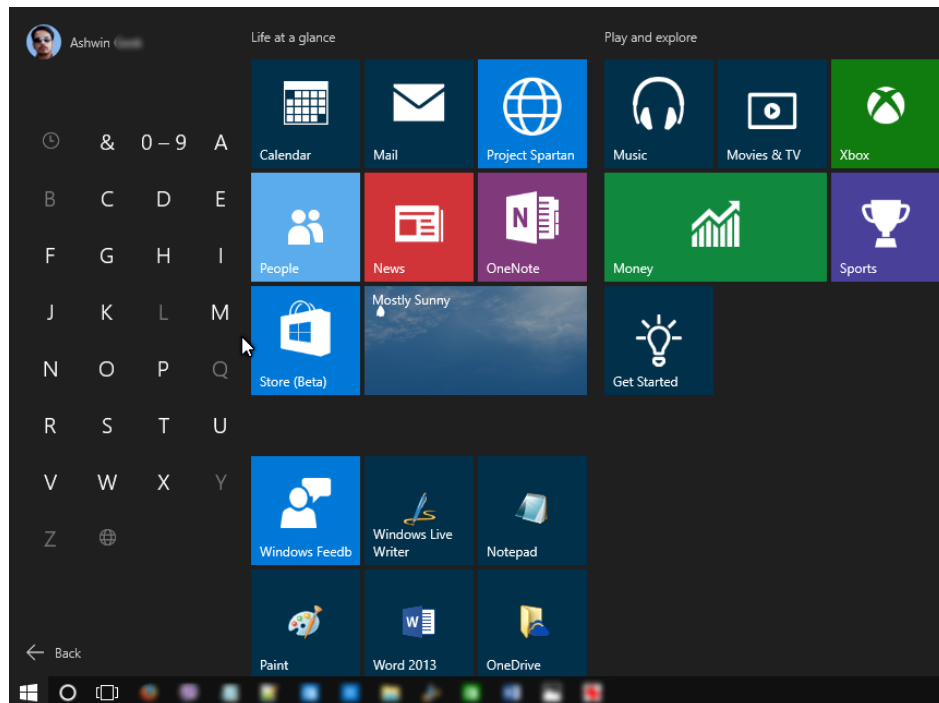 Ashwin
& 0 – 9 A
B C D E
F G H I
J K L M
N O P Q
R S T U
V W X Y
Z
Back
Life at a glance
Calendar
Mail
Project Spartan
People
News
N
OneNote
Store (Beta)
Mostly Sunny
Play and explore
Music
Movies & TV
Xbox
Money
Sports
Get Started
Windows Feedb
Windows Live
Writer
Notepad
Paint
W
Word 2013
OneDrive